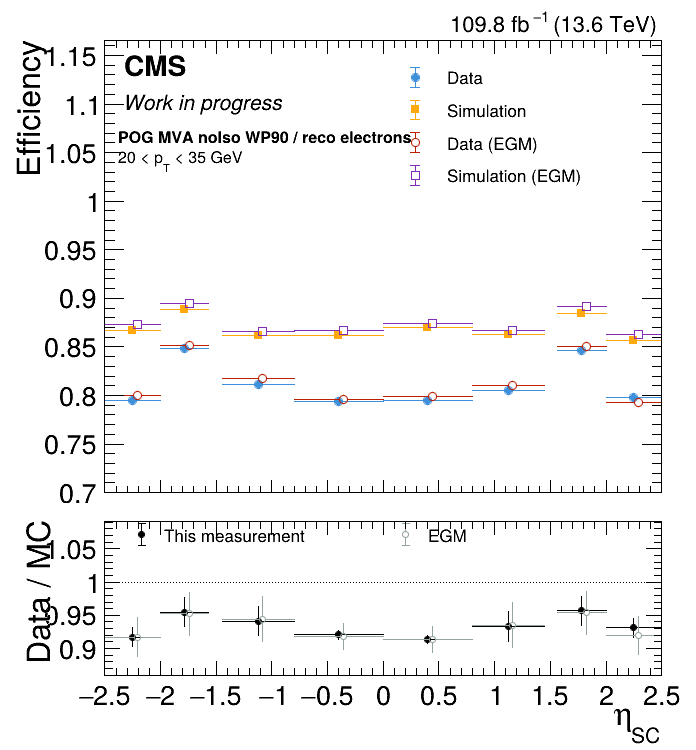 109.8 fb⁻¹ (13.6 TeV)
Efficiency
1.15
1.1
1.05
1
0.95
0.9
0.85
0.8
0.75
0.7
CMS
Work in progress
POG MVA noIso WP90 / reco electrons
20 < p_T < 35 GeV
Data
Simulation
Data (EGM)
Simulation (EGM)
Data / MC
1.05
1
0.95
0.9
This measurement
EGM
−2.5 −2 −1.5 −1 −0.5 0 0.5 1 1.5 2 2.5
η_SC